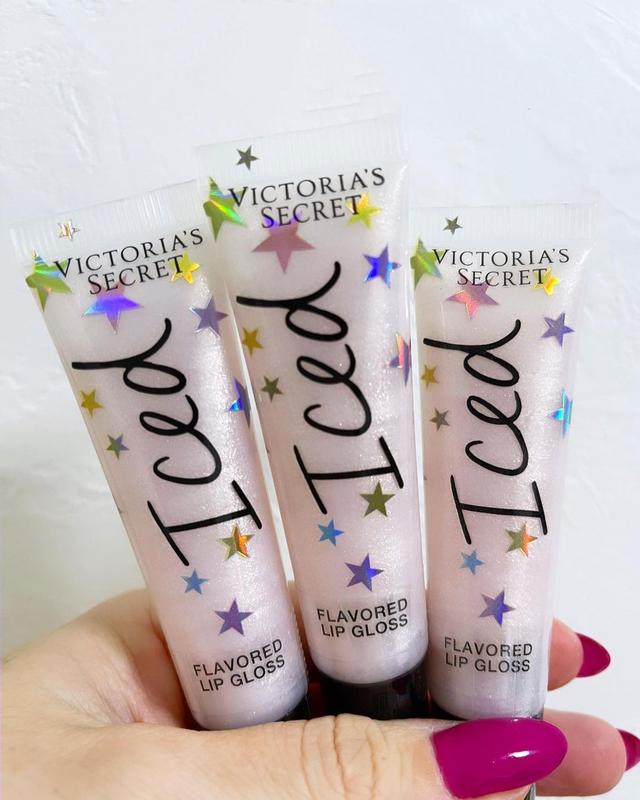 VICTORIA'S
SECRET
Iced
FLAVORED
LIP GLOSS
VICTORIA'S
SECRET
Iced
FLAVORED
LIP GLOSS
VICTORIA'S
SECRET
Iced
FLAVORED
LIP GLOSS